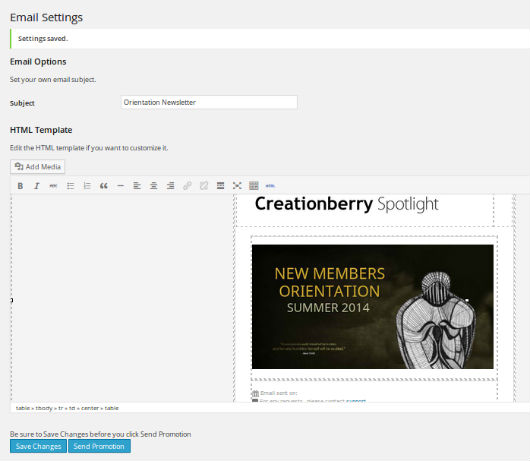 Email Settings
Settings saved.
Email Options
Set your own email subject.
Subject
Orientation Newsletter
HTML Template
Edit the HTML template if you want to customize it.
Add Media
B I ABC
HTML
Creationberry Spotlight
NEW MEMBERS
ORIENTATION
SUMMER 2014
Email sent on:
For any requests, please contact support
table » tbody » tr » td » center » table
Be sure to Save Changes before you click Send Promotion
Save Changes
Send Promotion